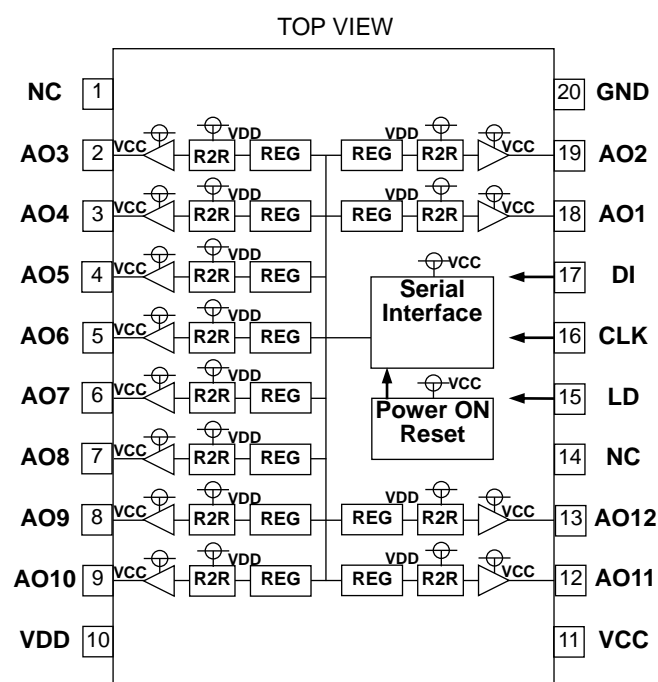 TOP VIEW
NC 1 20 GND
VDD VDD
AO3 2 VCC R2R REG REG R2R VCC 19 AO2
VDD VDD
AO4 3 VCC R2R REG REG R2R VCC 18 AO1
VDD VCC
AO5 4 VCC R2R REG Serial 17 DI
Interface
VDD
AO6 5 VCC R2R REG 16 CLK
VDD VCC
AO7 6 VCC R2R REG Power ON 15 LD
Reset
VDD
AO8 7 VCC R2R REG 14 NC
VDD VDD
AO9 8 VCC R2R REG REG R2R VCC 13 AO12
VDD VDD
AO10 9 VCC R2R REG REG R2R VCC 12 AO11
VDD 10 11 VCC